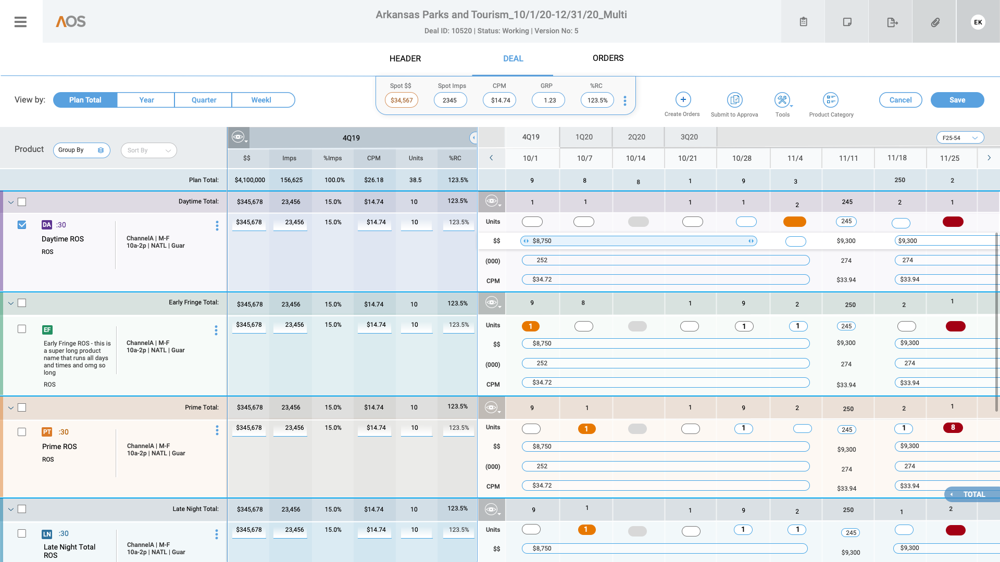 AOS
Arkansas Parks and Tourism_10/1/20-12/31/20_Multi
Deal ID: 10520 | Status: Working | Version No: 5
EK
HEADER DEAL ORDERS
View by: Plan Total Year Quarter Weekl
Spot $$ Spot Imps CPM GRP %RC
$34,567 2345 $14.74 1.23 123.5%
Create Orders Submit to Approva Tools Product Category
Cancel Save
Product Group By Sort By
4Q19
4Q19 1Q20 2Q20 3Q20 F25-54
$$ Imps %Imps CPM Units %RC
10/1 10/7 10/14 10/21 10/28 11/4 11/11 11/18 11/25
Plan Total: $4,100,000 156,625 100.0% $26.18 38.5 123.5% 9 8 8 1 9 3 250 2
Daytime Total: $345,678 23,456 15.0% $14.74 10 123.5% 1 1 1 1 2 245 2 1
DA :30
Daytime ROS
ROS
ChannelA | M-F
10a-2p | NATL | Guar
$345,678 23,456 15.0% $14.74 10 123.5%
Units 245
$$ $8,750 $9,300 $9,300
(000) 252 274 274
CPM $34.72 $33.94 $33.94
Early Fringe Total: $345,678 23,456 15.0% $14.74 10 123.5% 9 8 1 9 2 250 2 1
EF
Early Fringe ROS - this is
a super long product
name that runs all days
and times and omg so
long
ROS
ChannelA | M-F
10a-2p | NATL | Guar
$345,678 23,456 15.0% $14.74 10 123.5%
Units 1 1 1 245
$$ $8,750 $9,300 $9,300
(000) 252 274 274
CPM $34.72 $33.94 $33.94
Prime Total: $345,678 23,456 15.0% $14.74 10 123.5% 9 1 1 9 2 250 2 1
PT :30
Prime ROS
ROS
ChannelA | M-F
10a-2p | NATL | Guar
$345,678 23,456 15.0% $14.74 10 123.5%
Units 1 1 245 1 8
$$ $8,750 $9,300 $9,300
(000) 252 274 274
CPM $34.72 $33.94 $33.94
TOTAL
Late Night Total: $345,678 23,456 15.0% $14.74 10 123.5% 9 1 1 9 2 250 1 2
LN :30
Late Night Total
ROS
ChannelA | M-F
10a-2p | NATL | Guar
$345,678 23,456 15.0% $14.74 10 123.5%
Units 1 1 1 245
$$ $8,750 $9,300 $9,300